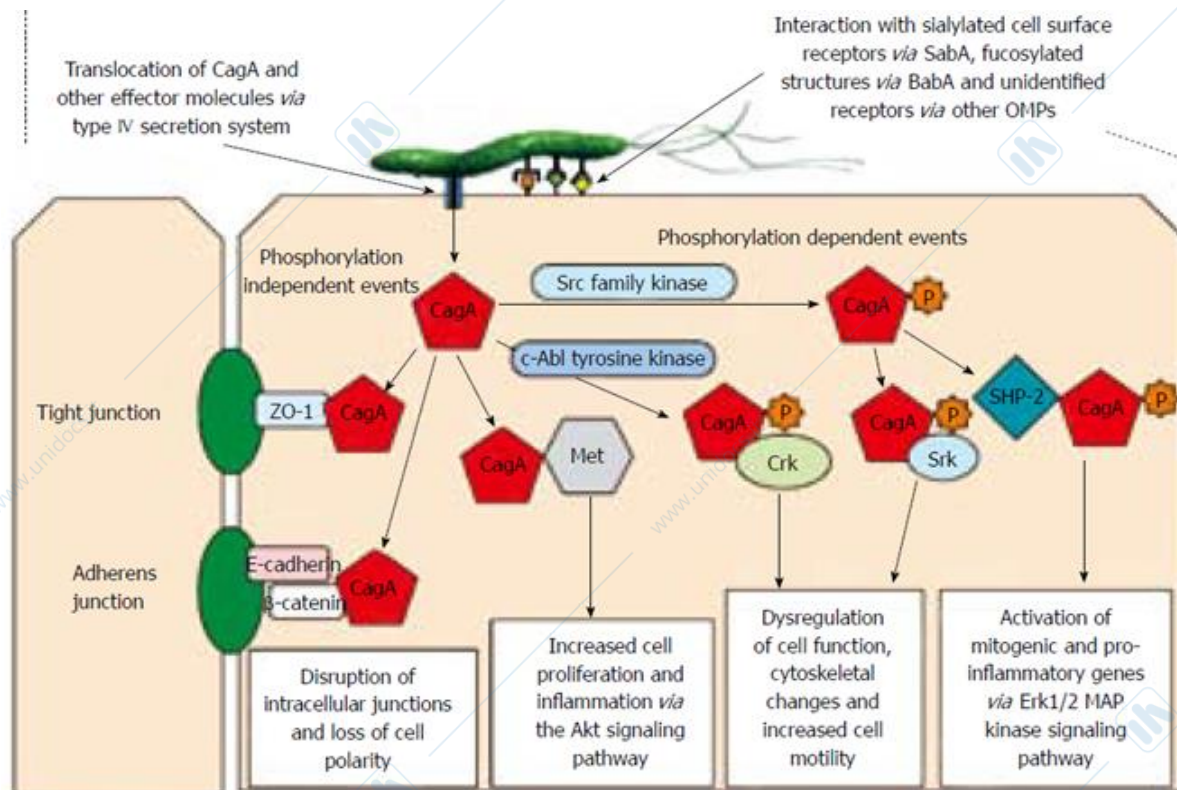 Translocation of CagA and
other effector molecules via
type IV secretion system
Interaction with sialylated cell surface
receptors via SabA, fucosylated
structures via BabA and unidentified
receptors via other OMPs
Phosphorylation
independent events
Phosphorylation dependent events
CagA
Src family kinase
CagA
P
c-Abl tyrosine kinase
Tight junction
ZO-1
CagA
CagA
Met
CagA
P
Crk
CagA
P
Srk
SHP-2
CagA
P
Adherens
junction
E-cadherin
β-catenin
CagA
Disruption of
intracellular junctions
and loss of cell
polarity
Increased cell
proliferation and
inflammation via
the Akt signaling
pathway
Dysregulation
of cell function,
cytoskeletal
changes and
increased cell
motility
Activation of
mitogenic and pro-
inflammatory genes
via Erk1/2 MAP
kinase signaling
pathway